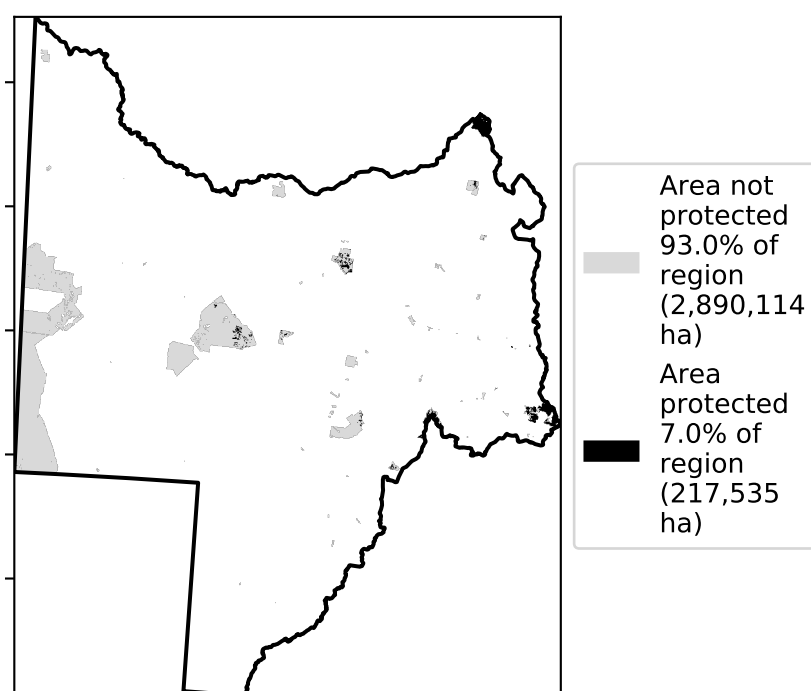 Area not
protected
93.0% of
region
(2,890,114
ha)
Area
protected
7.0% of
region
(217,535
ha)